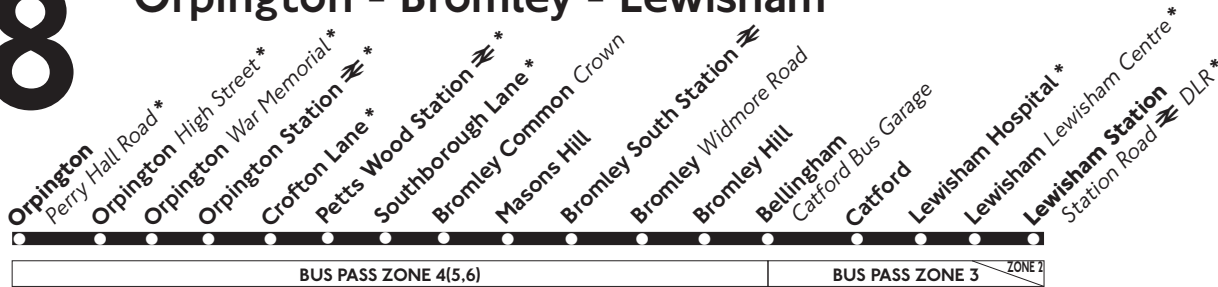 8
Orpington - Bromley - Lewisham
Orpington
Perry Hall Road *
Orpington High Street *
Orpington War Memorial *
Orpington Station *
Crofton Lane *
Petts Wood Station *
Southborough Lane *
Bromley Common Crown
Masons Hill
Bromley South Station
Bromley Widmore Road
Bromley Hill
Bellingham
Catford Bus Garage
Catford
Lewisham Hospital *
Lewisham Lewisham Centre *
Lewisham Station
Station Road DLR *
BUS PASS ZONE 4(5,6)
BUS PASS ZONE 3
ZONE 2